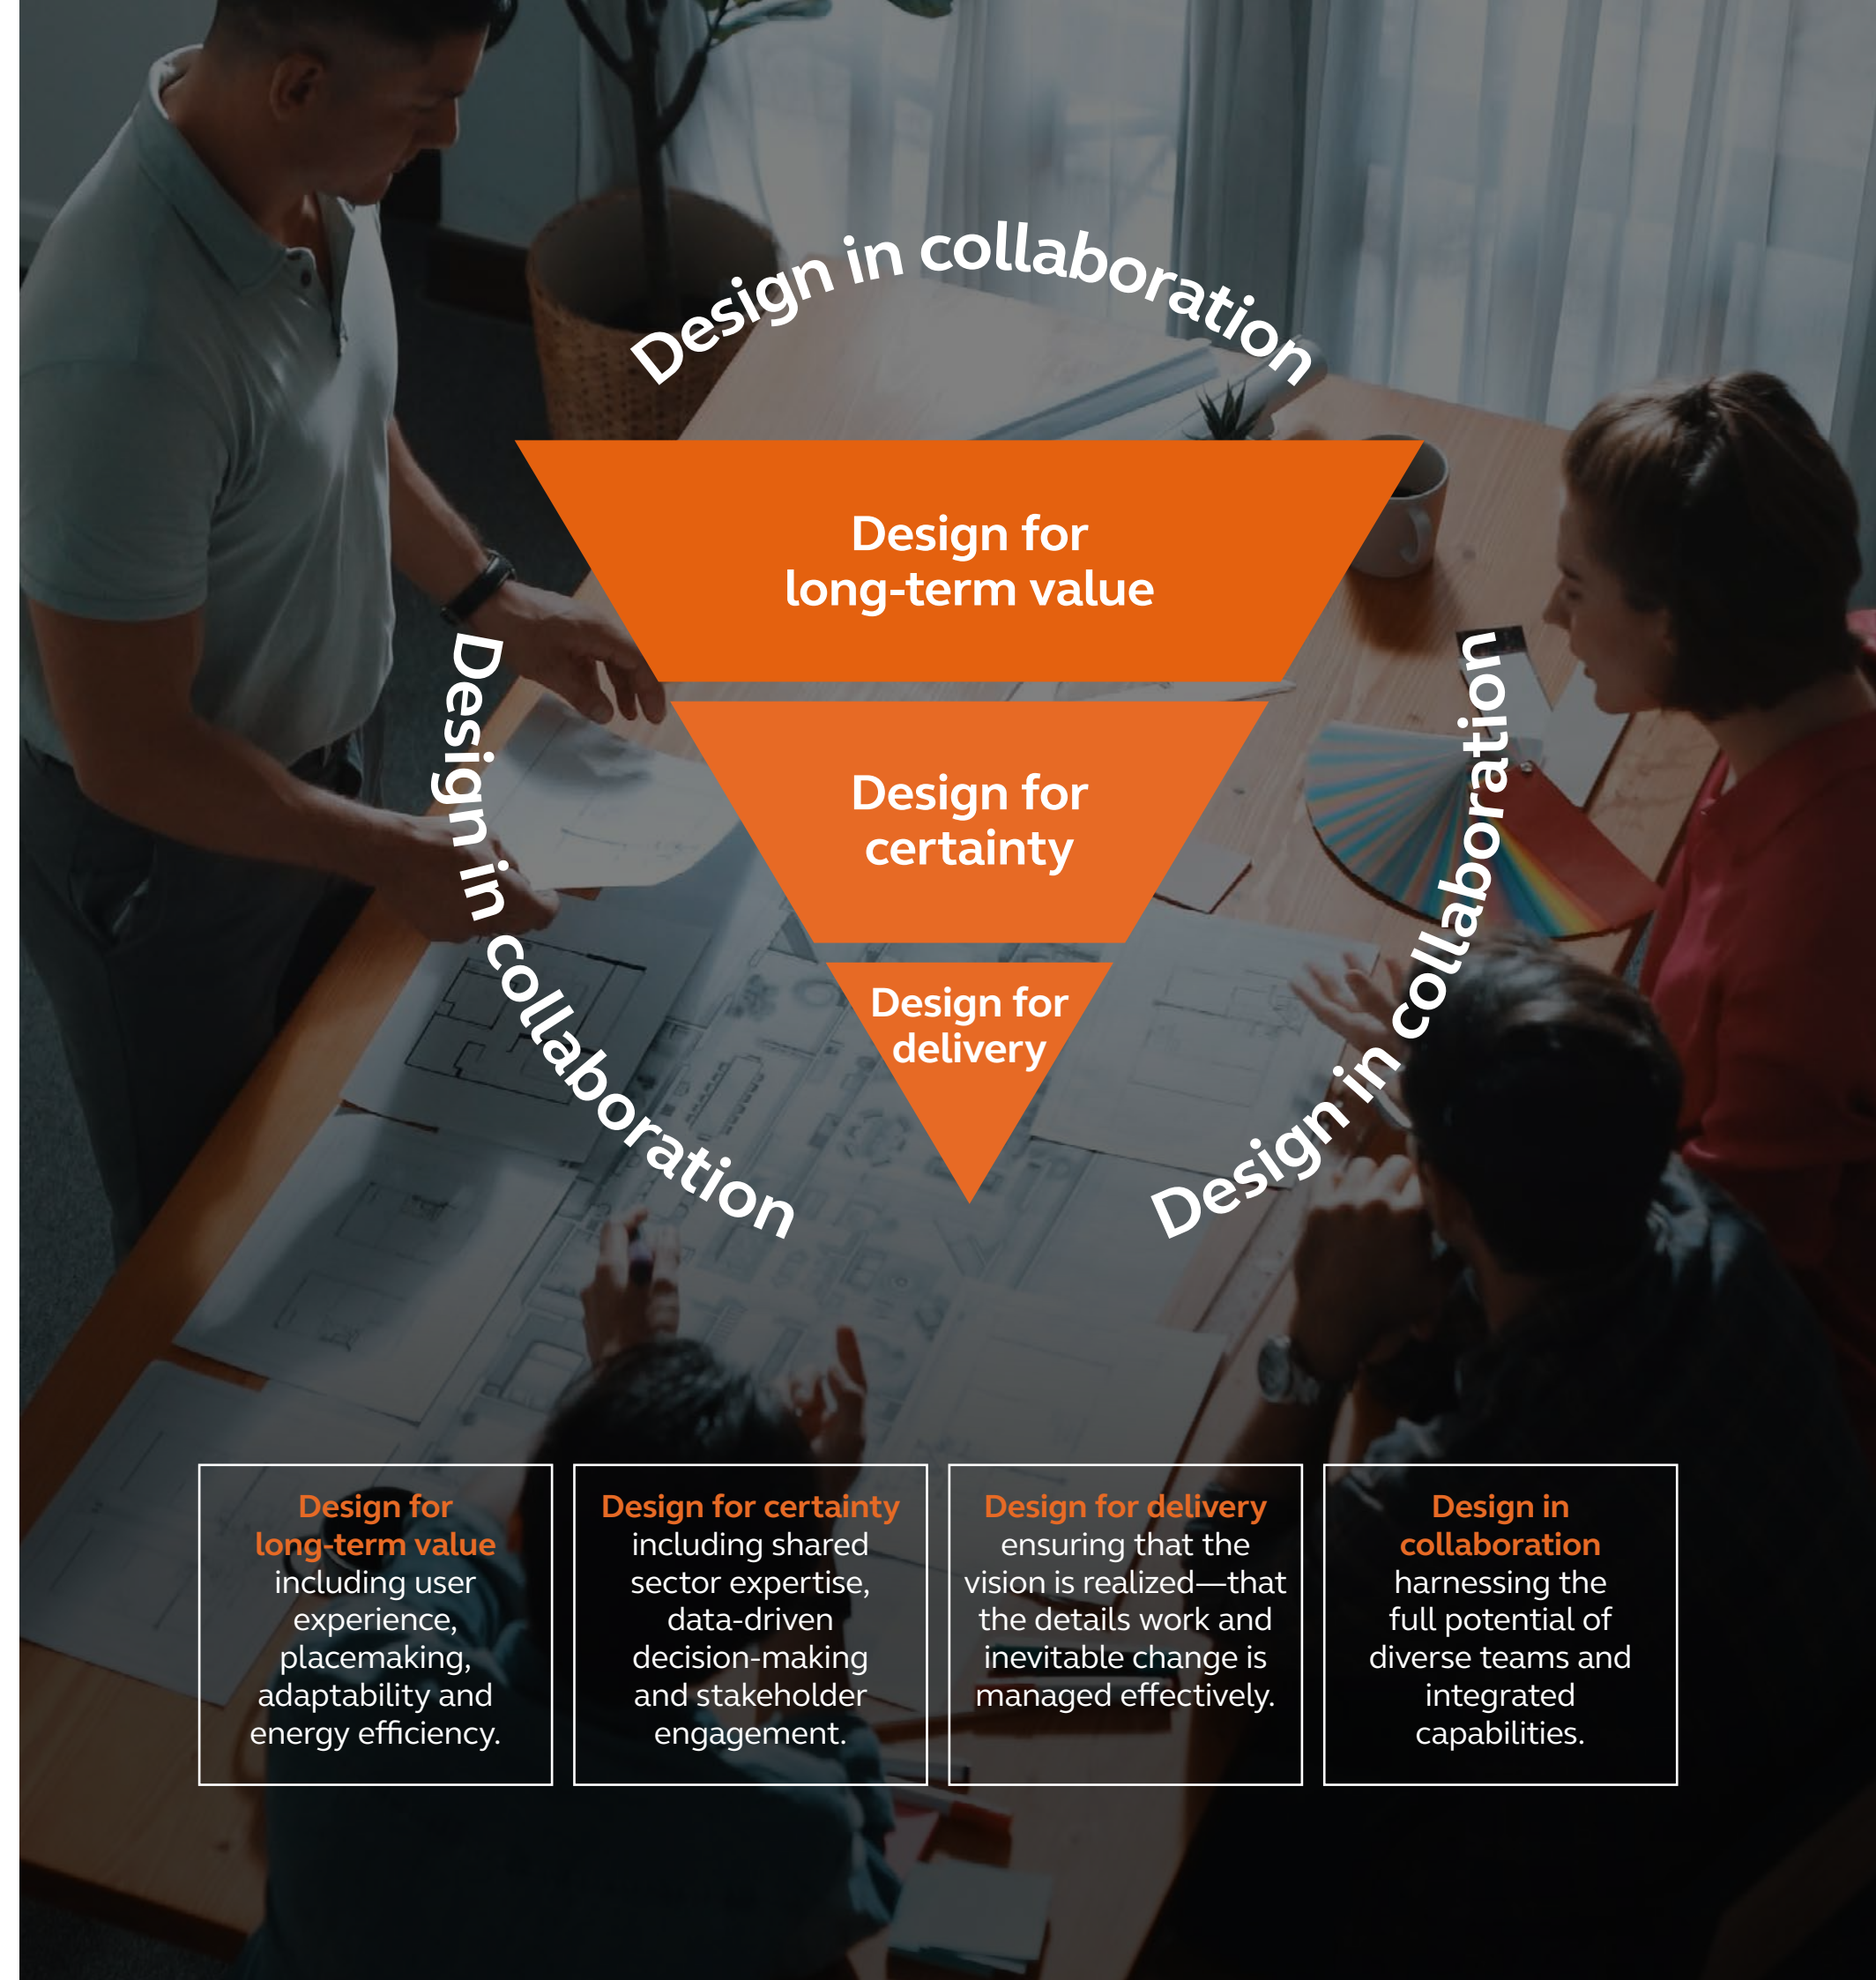 Design in collaboration
Design for
long-term value
Design in collaboration
Design in collaboration
Design for
certainty
Design for
delivery
Design for
long-term value
including user
experience,
placemaking,
adaptability and
energy efficiency.
Design for certainty
including shared
sector expertise,
data-driven
decision-making
and stakeholder
engagement.
Design for delivery
ensuring that the
vision is realized—that
the details work and
inevitable change is
managed effectively.
Design in
collaboration
harnessing the
full potential of
diverse teams and
integrated
capabilities.